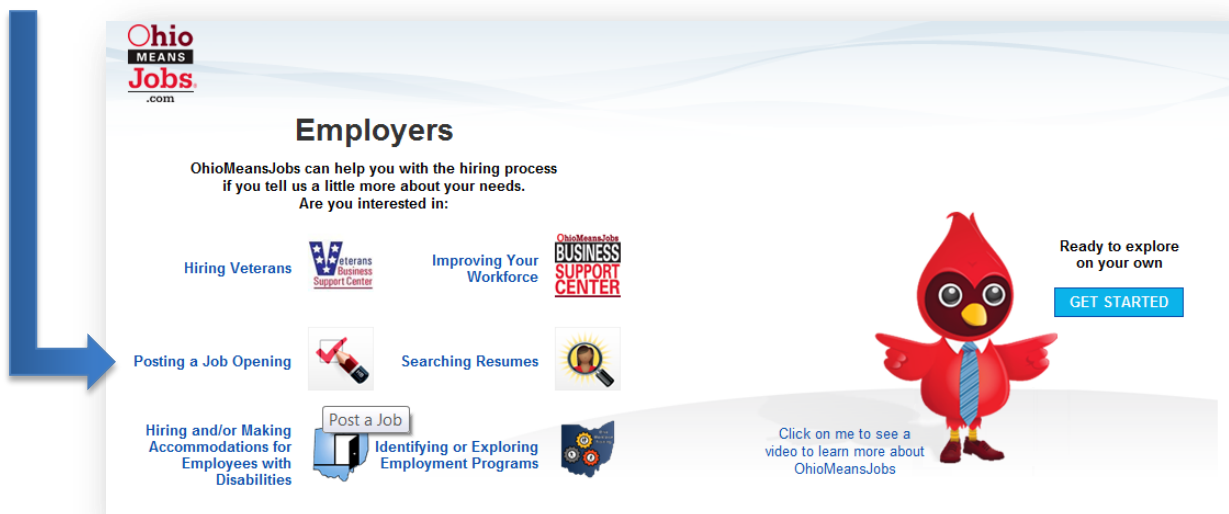 Ohio
MEANS
Jobs.
.com
Employers
OhioMeansJobs can help you with the hiring process
if you tell us a little more about your needs.
Are you interested in:
Hiring Veterans
Veterans
Business
Support Center
Improving Your
Workforce
OhioMeansJobs
BUSINESS
SUPPORT
CENTER
Posting a Job Opening
Searching Resumes
Post a Job
Hiring and/or Making
Accommodations for
Employees with
Disabilities
Identifying or Exploring
Employment Programs
Ready to explore
on your own
GET STARTED
Click on me to see a
video to learn more about
OhioMeansJobs